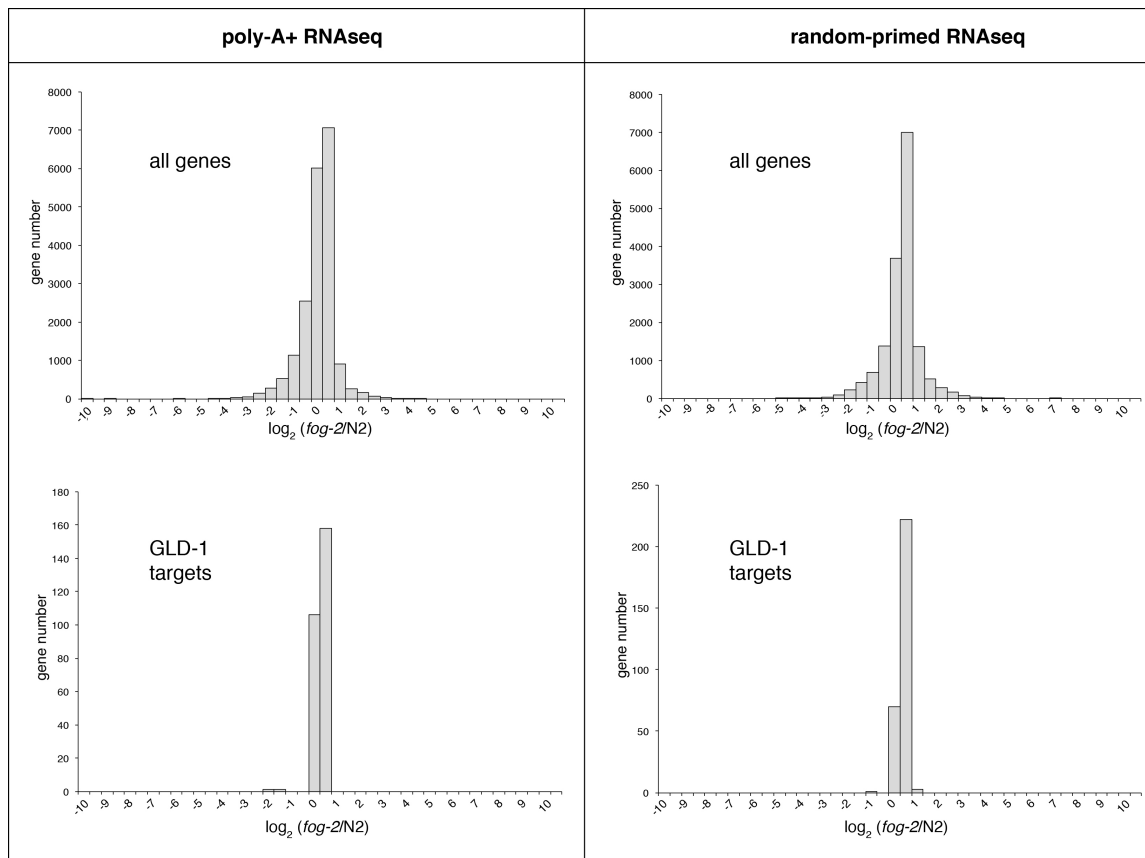 poly-A+ RNAseq
random-primed RNAseq
8000
7000
6000
5000
4000
3000
2000
1000
0
gene number
all genes
-10 -9 -8 -7 -6 -5 -4 -3 -2 -1 0 1 2 3 4 5 6 7 8 9 10
log2 (fog-2/N2)
8000
7000
6000
5000
4000
3000
2000
1000
0
gene number
all genes
-10 -9 -8 -7 -6 -5 -4 -3 -2 -1 0 1 2 3 4 5 6 7 8 9 10
log2 (fog-2/N2)
180
160
140
120
100
80
60
40
20
0
gene number
GLD-1
targets
-10 -9 -8 -7 -6 -5 -4 -3 -2 -1 0 1 2 3 4 5 6 7 8 9 10
log2 (fog-2/N2)
250
200
150
100
50
0
gene number
GLD-1
targets
-10 -9 -8 -7 -6 -5 -4 -3 -2 -1 0 1 2 3 4 5 6 7 8 9 10
log2 (fog-2/N2)